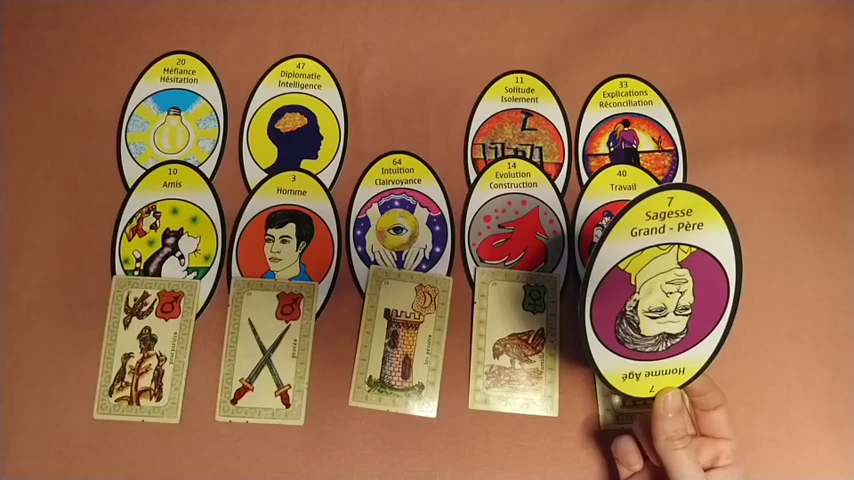 20
Méfiance
Hésitation
47
Diplomatie
Intelligence
11
Solitude
Isolement
33
Explications
Réconciliation
10
Amis
3
Homme
64
Intuition
Clairvoyance
14
Evolution
Construction
40
Travail
7
Sagesse
Grand - Père
Homme Âgé
7
procès